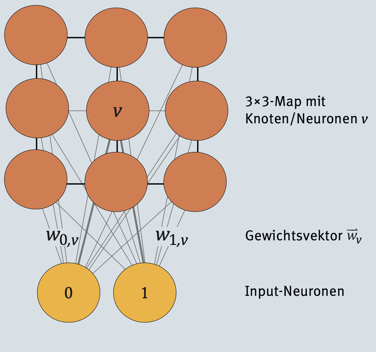 v
3×3-Map mit
Knoten/Neuronen v
w0,v
w1,v
Gewichtsvektor w⃗v
0
1
Input-Neuronen